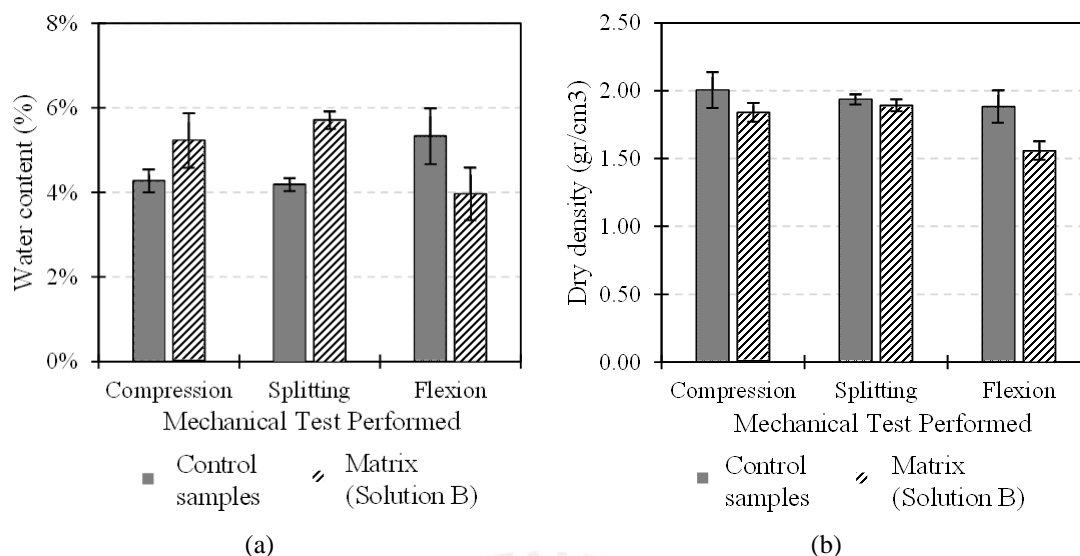 8%
6%
4%
2%
0%
Water content (%)
Compression Splitting Flexion
Mechanical Test Performed
Control samples
Matrix (Solution B)
(a)
2.50
2.00
1.50
1.00
0.50
0.00
Dry density (gr/cm3)
Compression Splitting Flexion
Mechanical Test Performed
Control samples
Matrix (Solution B)
(b)